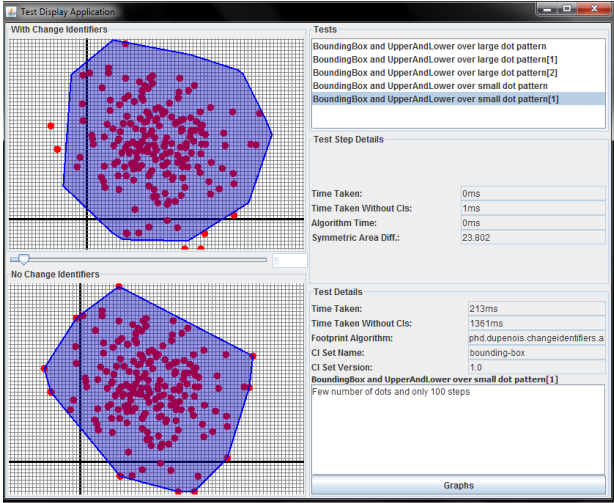 Test Display Application
With Change Identifiers
5
No Change Identifiers
Tests
BoundingBox and UpperAndLower over large dot pattern
BoundingBox and UpperAndLower over large dot pattern[1]
BoundingBox and UpperAndLower over large dot pattern[2]
BoundingBox and UpperAndLower over small dot pattern
BoundingBox and UpperAndLower over small dot pattern[1]
Test Step Details
Time Taken: 0ms
Time Taken Without CIs: 1ms
Algorithm Time: 0ms
Symmetric Area Diff.: 23.802
Test Details
Time Taken: 213ms
Time Taken Without CIs: 1361ms
Footprint Algorithm: phd.dupenois.changeidentifiers.a
CI Set Name: bounding-box
CI Set Version: 1.0
BoundingBox and UpperAndLower over small dot pattern[1]
Few number of dots and only 100 steps
Graphs